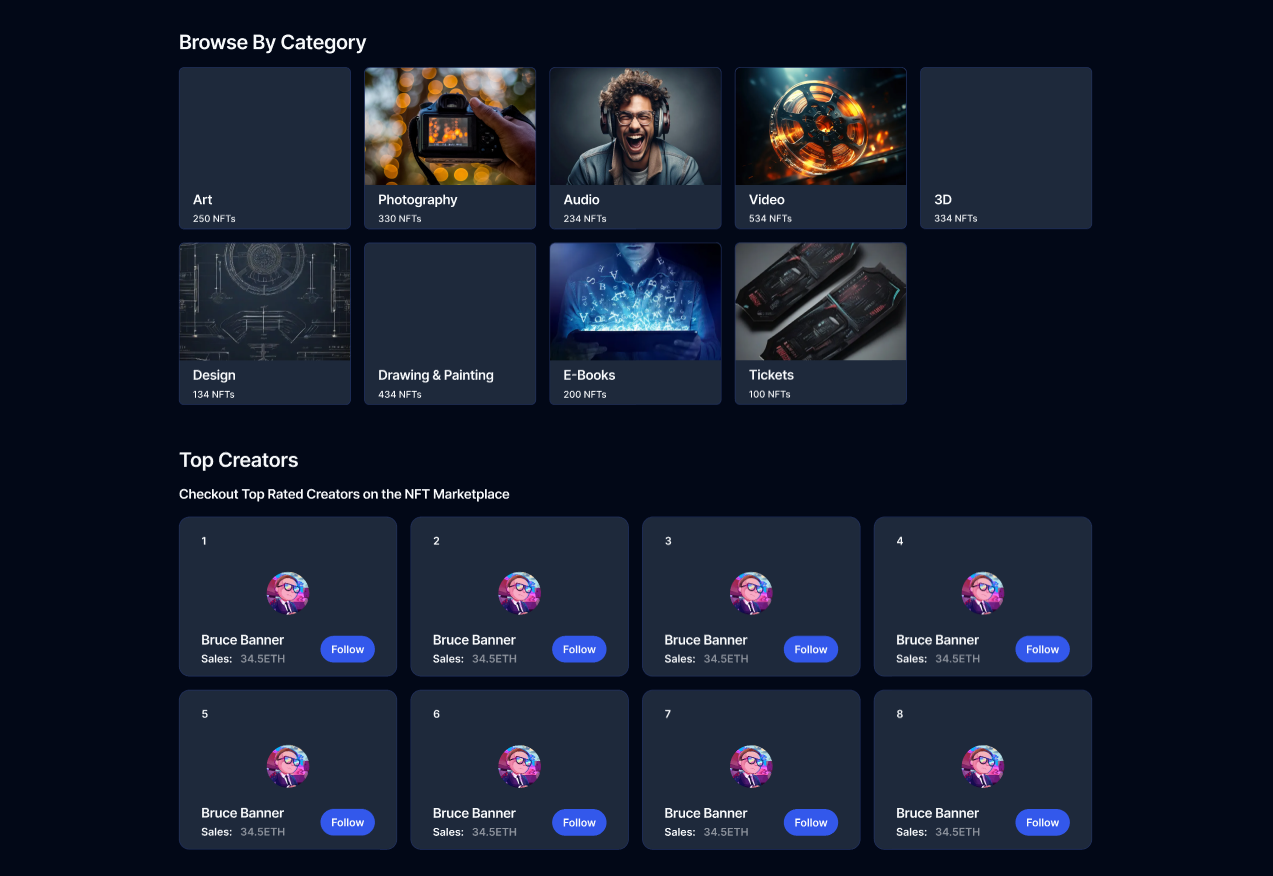 Browse By Category
Art
250 NFTs
Photography
330 NFTs
Audio
234 NFTs
Video
534 NFTs
3D
334 NFTs
Design
134 NFTs
Drawing & Painting
434 NFTs
E-Books
200 NFTs
Tickets
100 NFTs
Top Creators
Checkout Top Rated Creators on the NFT Marketplace
1
Bruce Banner
Sales: 34.5ETH
Follow
2
Bruce Banner
Sales: 34.5ETH
Follow
3
Bruce Banner
Sales: 34.5ETH
Follow
4
Bruce Banner
Sales: 34.5ETH
Follow
5
Bruce Banner
Sales: 34.5ETH
Follow
6
Bruce Banner
Sales: 34.5ETH
Follow
7
Bruce Banner
Sales: 34.5ETH
Follow
8
Bruce Banner
Sales: 34.5ETH
Follow